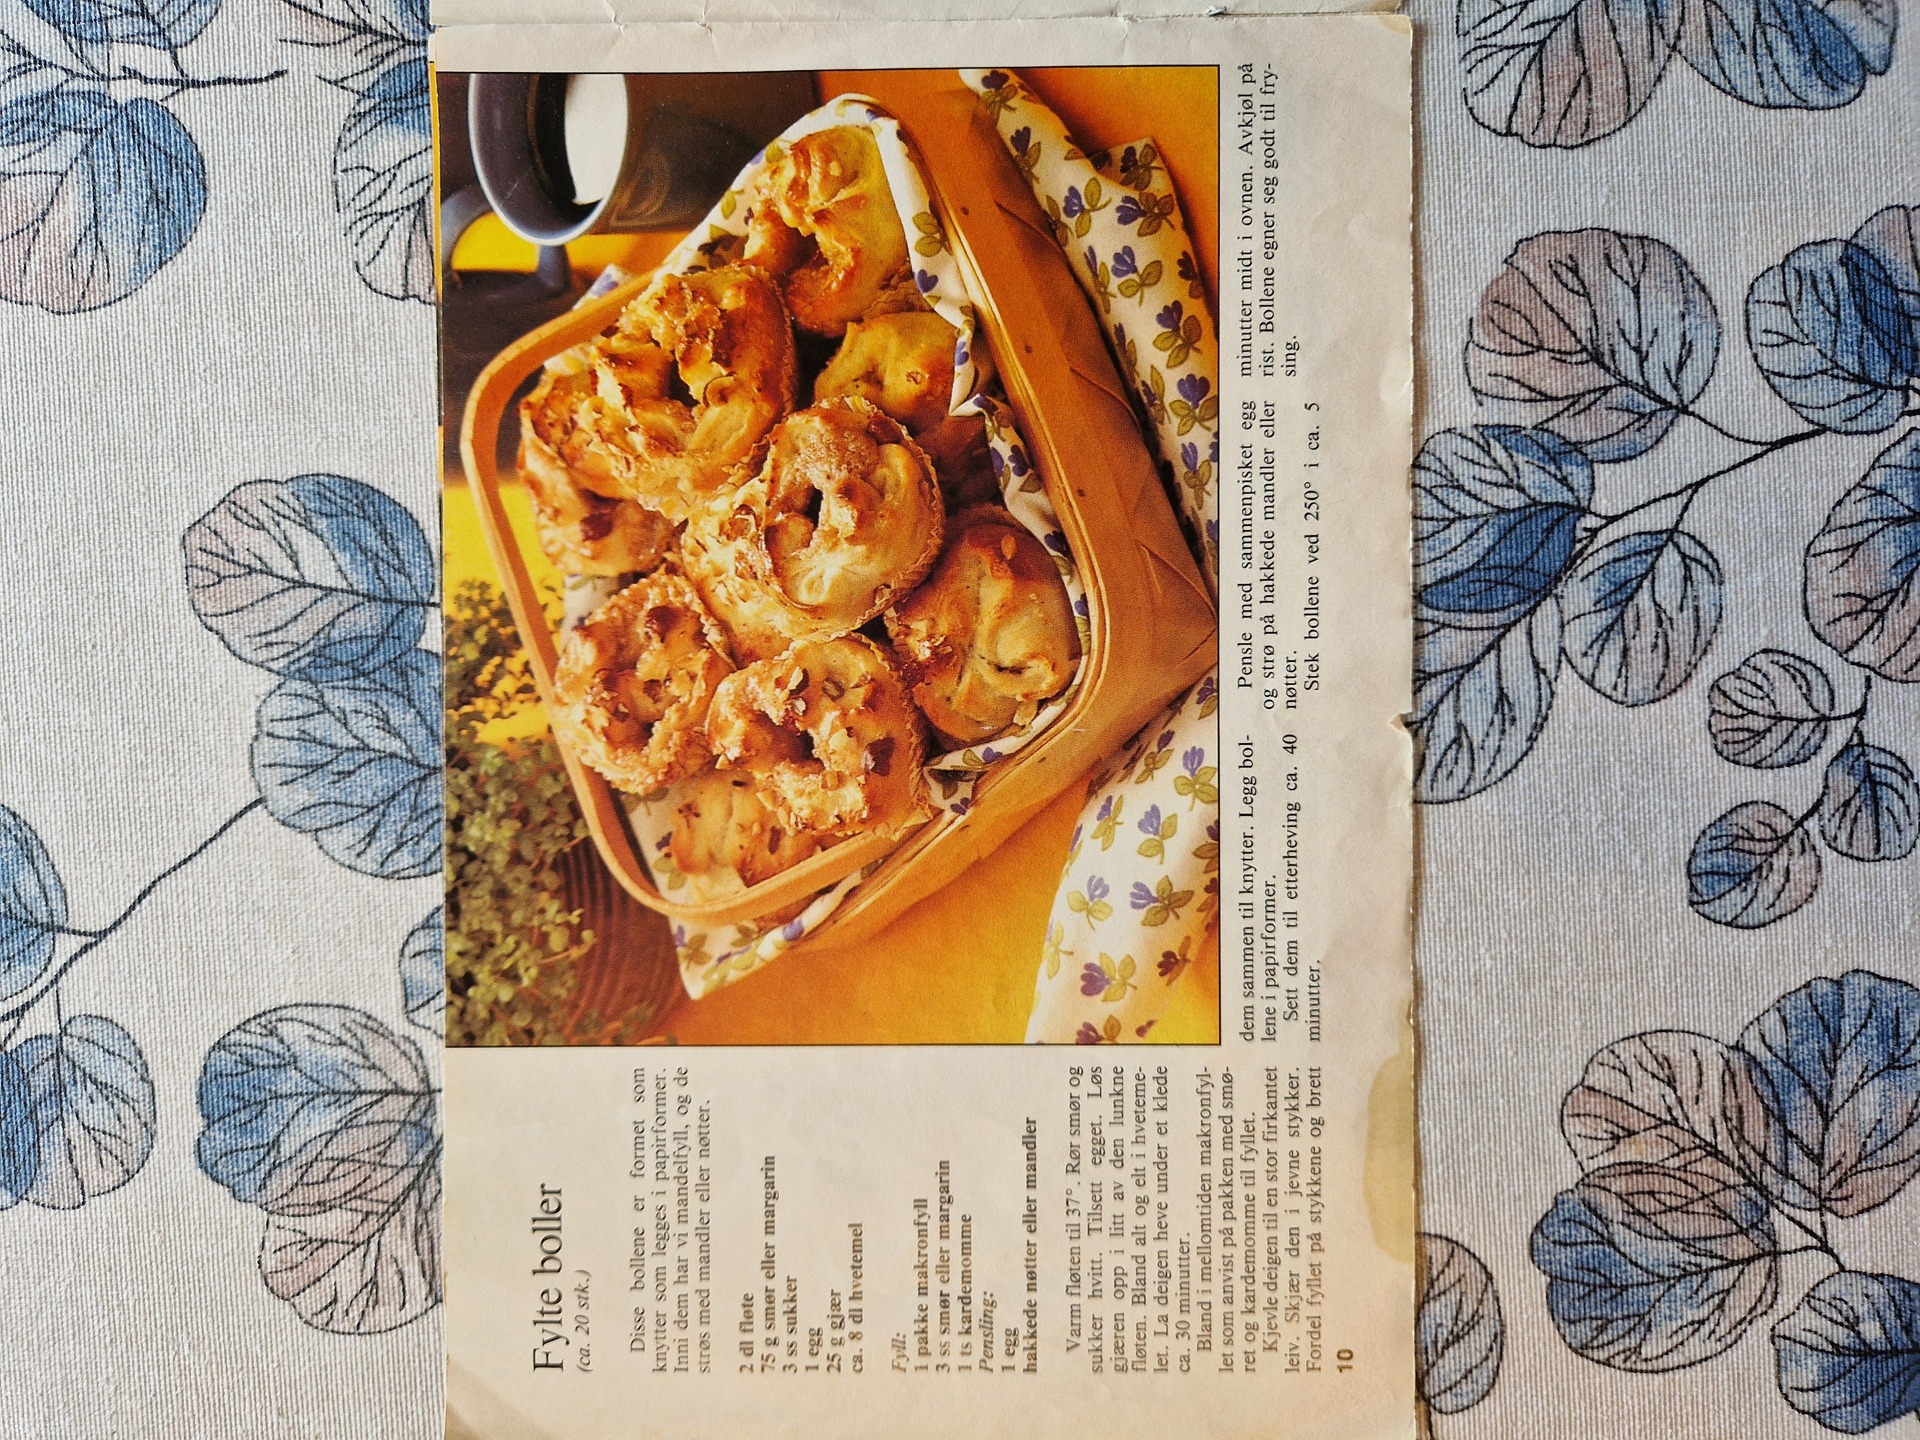 Fylte boller
(ca. 20 stk.)
Disse bollene er formet som
knytter som legges i papirformer.
Inni dem har vi mandelfyll, og de
strøs med mandler eller nøtter.
2 dl fløte
75 g smør eller margarin
3 ss sukker
1 egg
25 g gjær
ca. 8 dl hvetemel
Fyll:
1 pakke makronfyll
3 ss smør eller margarin
1 ts kardemomme
Pensling:
1 egg
hakkede nøtter eller mandler
Varm fløten til 37°. Rør smør og
sukker hvitt. Tilsett egget. Løs
gjæren opp i litt av den lunkne
fløten. Bland alt og elt i hveteme-
let. La deigen heve under et klede
ca. 30 minutter.
Bland i mellomtiden makronfyl-
let som anvist på pakken med smø-
ret og kardemomme til fyllet.
Kjevle deigen til en stor firkantet
leiv. Skjær den i jevne stykker.
Fordel fyllet på stykkene og brett
dem sammen til knytter. Legg bol-
lene i papirformer.
Sett dem til etterheving ca. 40
minutter.
Pensle med sammenpisket egg
og strø på hakkede mandler eller
nøtter.
Stek bollene ved 250° i ca. 5
minutter midt i ovnen. Avkjøl på
rist. Bollene egner seg godt til fry-
sing.
10